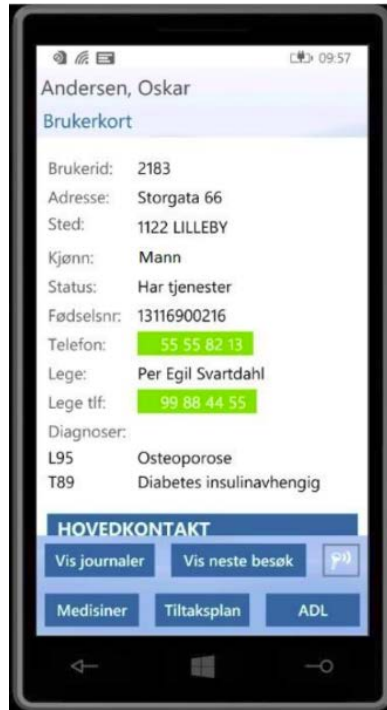 09:57
Andersen, Oskar
Brukerkort
Brukerid: 2183
Adresse: Storgata 66
Sted: 1122 LILLEBY
Kjønn: Mann
Status: Har tjenester
Fødselsnr: 13116900216
Telefon: 55 55 82 13
Lege: Per Egil Svartdahl
Lege tlf: 99 88 44 55
Diagnoser:
L95 Osteoporose
T89 Diabetes insulinavhengig
HOVEDKONTAKT
Vis journaler Vis neste besøk
Medisiner Tiltaksplan ADL